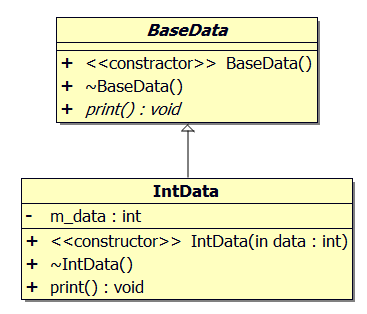 BaseData
+ <<constractor>> BaseData()
+ ~BaseData()
+ print() : void
IntData
- m_data : int
+ <<constructor>> IntData(in data : int)
+ ~IntData()
+ print() : void